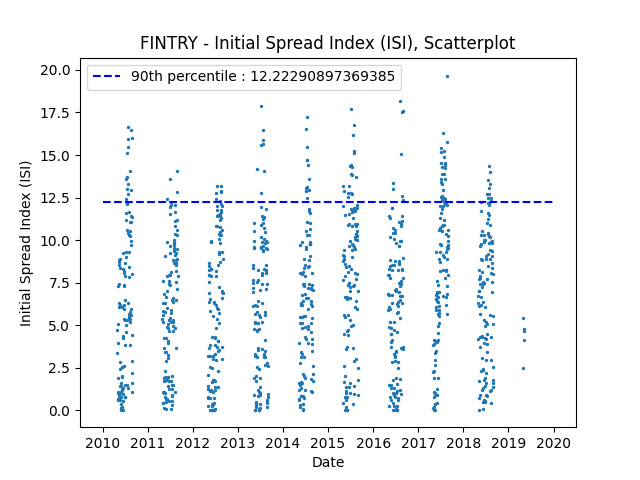 FINTRY - Initial Spread Index (ISI), Scatterplot
90th percentile : 12.22290897369385
20.0
17.5
15.0
12.5
10.0
7.5
5.0
2.5
0.0
Initial Spread Index (ISI)
2010 2011 2012 2013 2014 2015 2016 2017 2018 2019 2020
Date